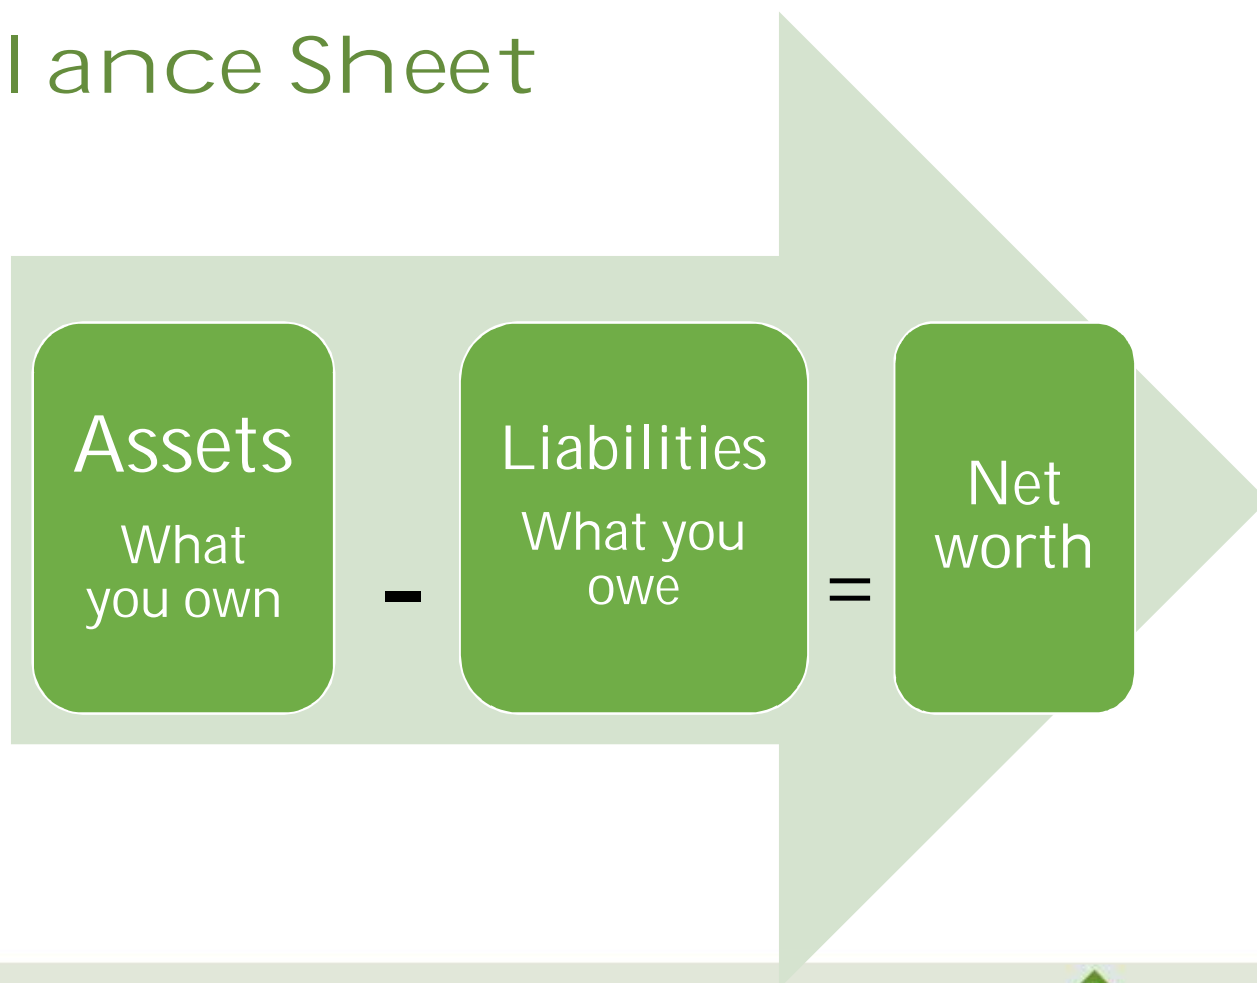 lance Sheet
Assets
What
you own
-
Liabilities
What you
owe
=
Net
worth